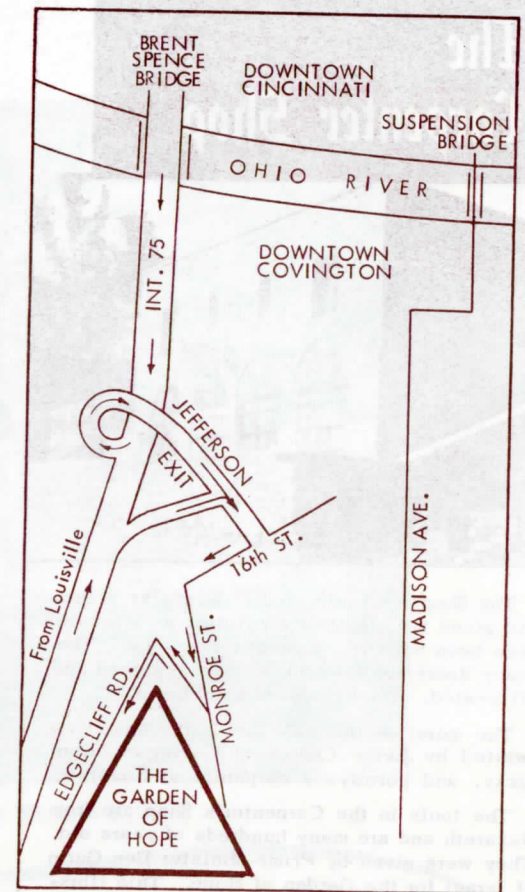 BRENT
SPENCE
BRIDGE
DOWNTOWN
CINCINNATI
SUSPENSION
BRIDGE
OHIO RIVER
DOWNTOWN
COVINGTON
INT. 75
JEFFERSON
EXIT
16th ST.
From Louisville
MADISON AVE.
MONROE ST.
EDGECLIFF RD.
THE
GARDEN
OF
HOPE